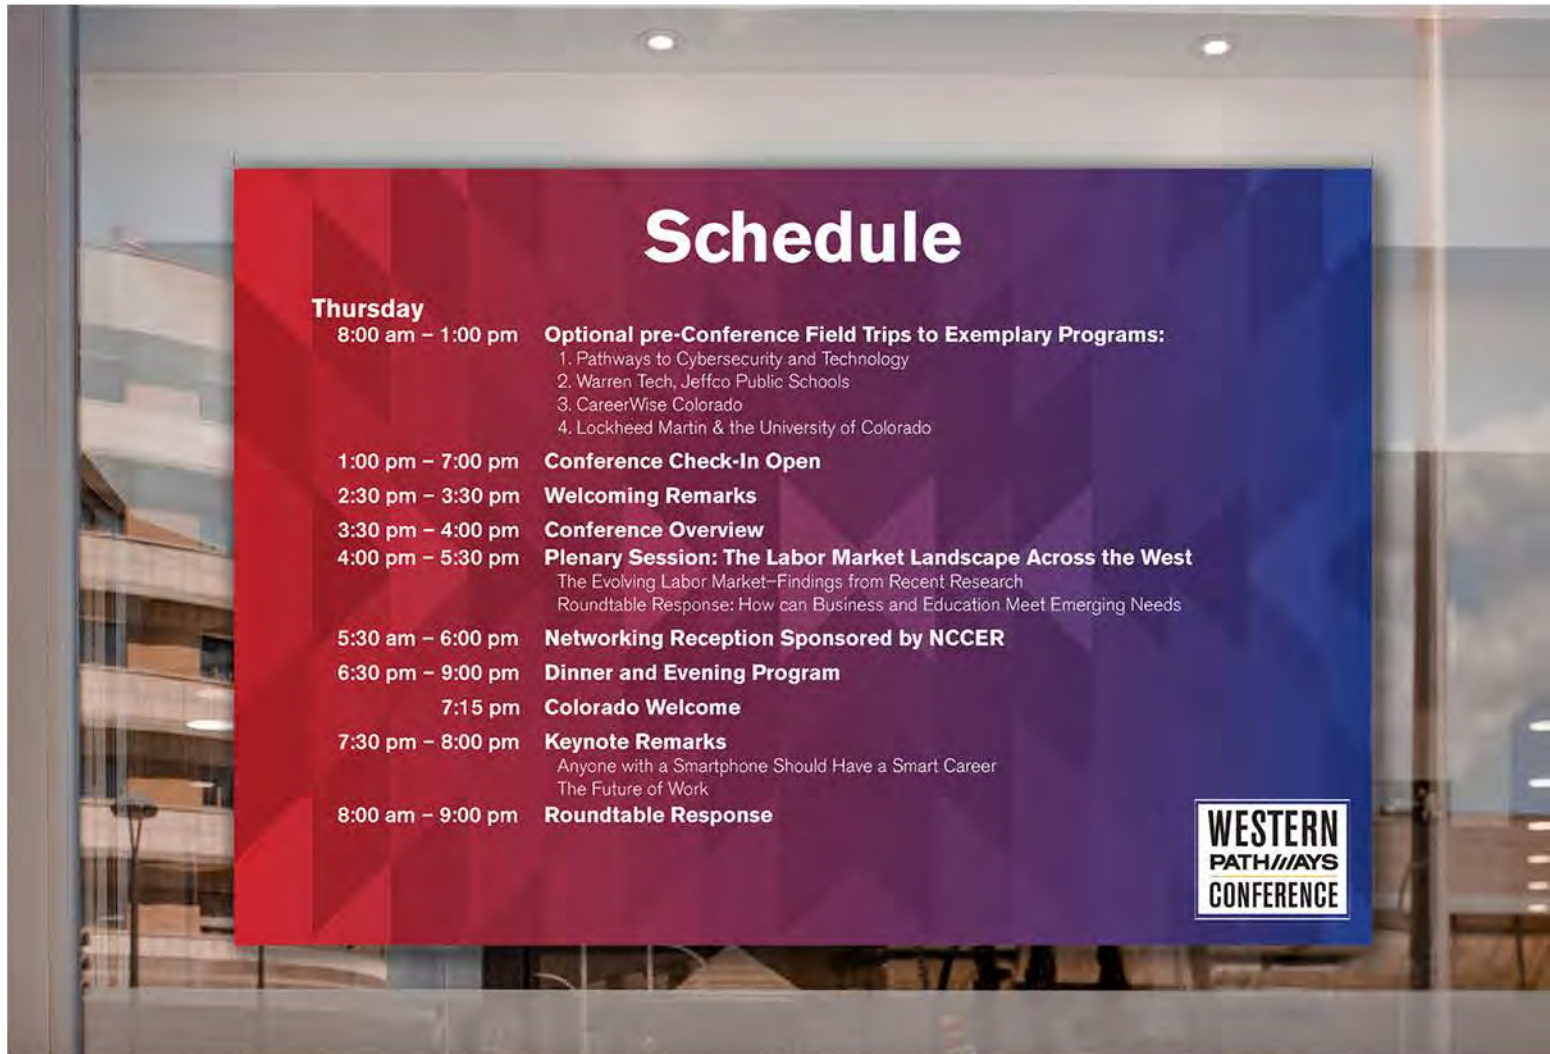 Schedule
Thursday
8:00 am – 1:00 pm Optional pre-Conference Field Trips to Exemplary Programs:
1. Pathways to Cybersecurity and Technology
2. Warren Tech, Jeffco Public Schools
3. CareerWise Colorado
4. Lockheed Martin & the University of Colorado
1:00 pm – 7:00 pm Conference Check-In Open
2:30 pm – 3:30 pm Welcoming Remarks
3:30 pm – 4:00 pm Conference Overview
4:00 pm – 5:30 pm Plenary Session: The Labor Market Landscape Across the West
The Evolving Labor Market–Findings from Recent Research
Roundtable Response: How can Business and Education Meet Emerging Needs
5:30 am – 6:00 pm Networking Reception Sponsored by NCCER
6:30 pm – 9:00 pm Dinner and Evening Program
7:15 pm Colorado Welcome
7:30 pm – 8:00 pm Keynote Remarks
Anyone with a Smartphone Should Have a Smart Career
The Future of Work
8:00 am – 9:00 pm Roundtable Response
WESTERN
PATHWAYS
CONFERENCE